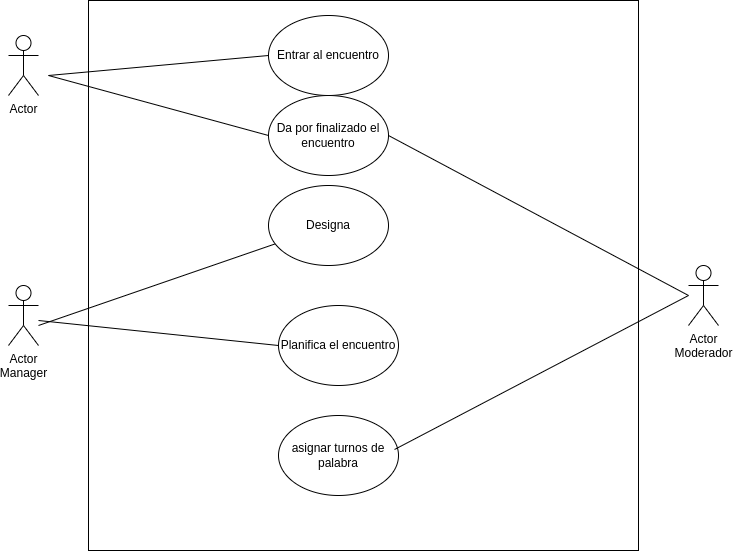 Entrar al encuentro
Actor
Da por finalizado el
encuentro
Designa
Actor
Manager
Planifica el encuentro
Actor
Moderador
asignar turnos de
palabra